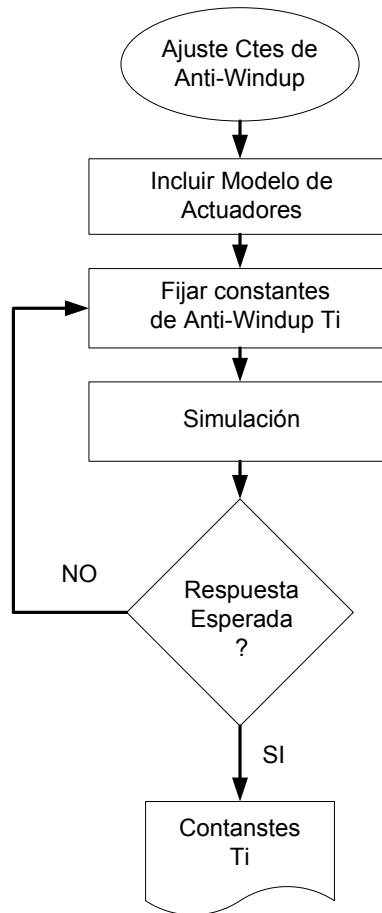 Ajuste Ctes de
Anti-Windup
Incluir Modelo de
Actuadores
Fijar constantes
de Anti-Windup Ti
Simulación
NO
Respuesta
Esperada
?
SI
Contanstes
Ti